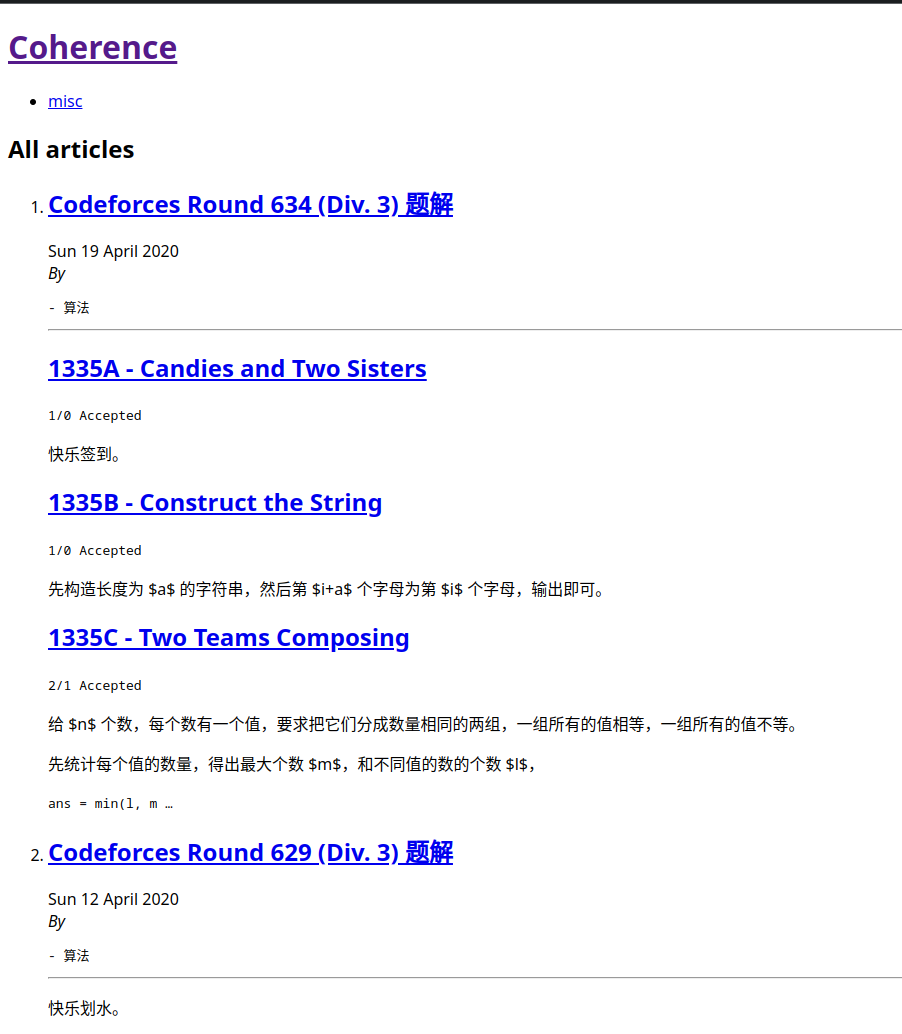 Coherence
misc
All articles
1. Codeforces Round 634 (Div. 3) 题解
Sun 19 April 2020
By
- 算法
1335A - Candies and Two Sisters
1/0 Accepted
快乐签到。
1335B - Construct the String
1/0 Accepted
先构造长度为 $a$ 的字符串，然后第 $i+a$ 个字母为第 $i$ 个字母，输出即可。
1335C - Two Teams Composing
2/1 Accepted
给 $n$ 个数，每个数有一个值，要求把它们分成数量相同的两组，一组所有的值相等，一组所有的值不等。
先统计每个值的数量，得出最大个数 $m$，和不同值的数的个数 $l$，
ans = min(l, m …
2. Codeforces Round 629 (Div. 3) 题解
Sun 12 April 2020
By
- 算法
快乐划水。